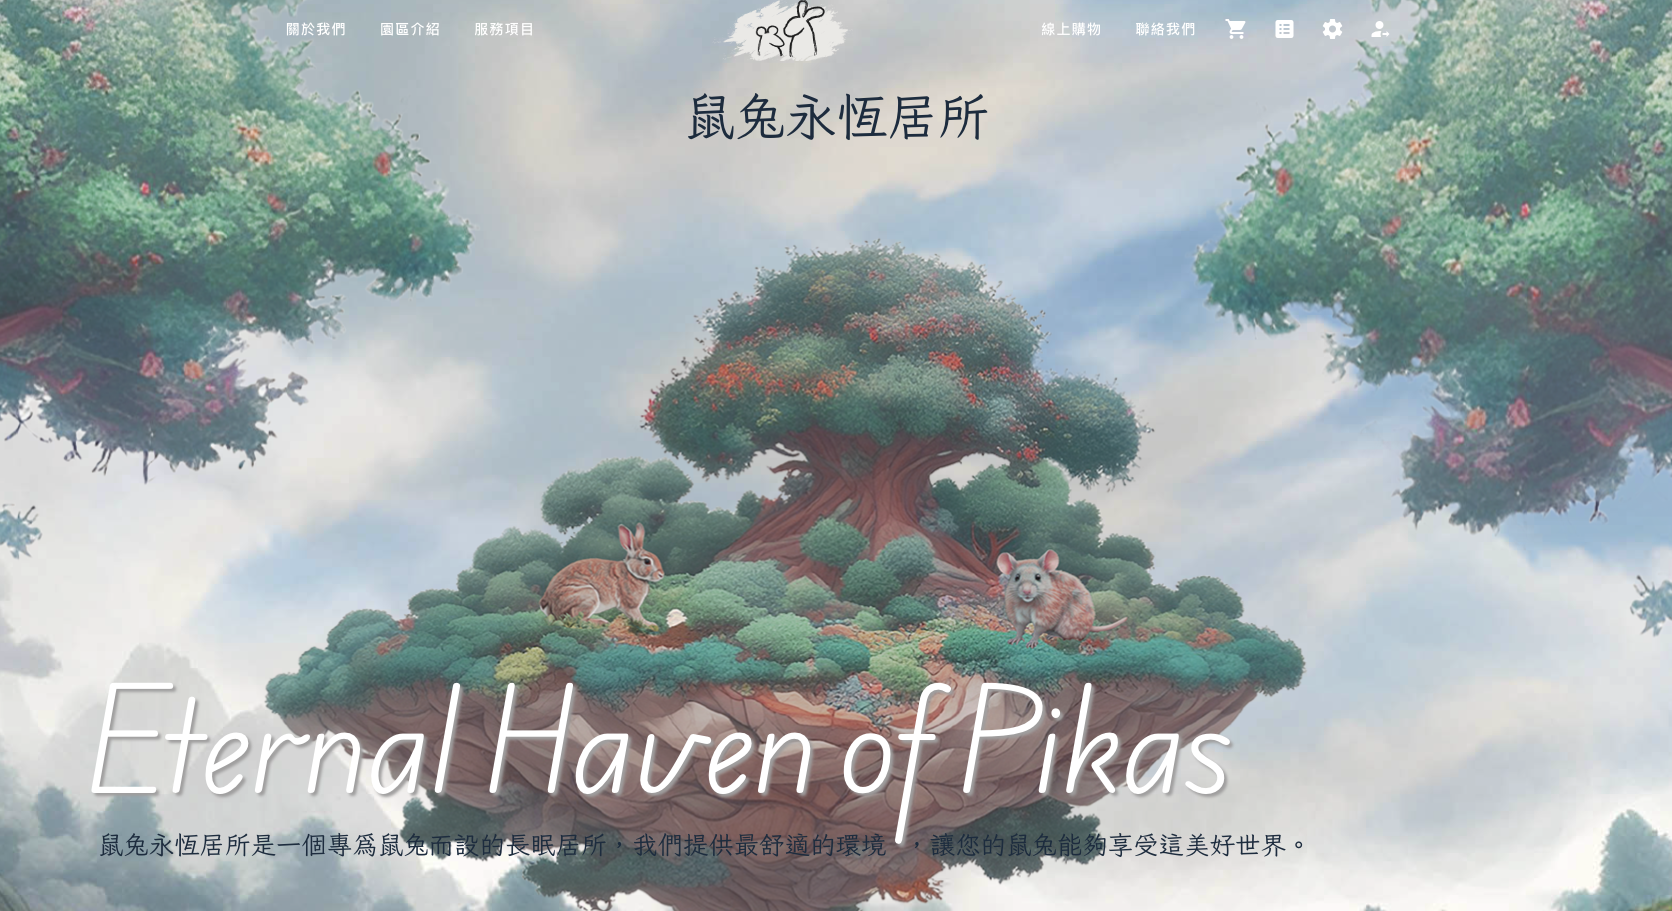 關於我們 園區介紹 服務項目 線上購物 聯絡我們
鼠兔永恆居所
Eternal Haven of Pikas
鼠兔永恆居所是一個專為鼠兔而設的長眠居所，我們提供最舒適的環境，讓您的鼠兔能夠享受這美好世界。